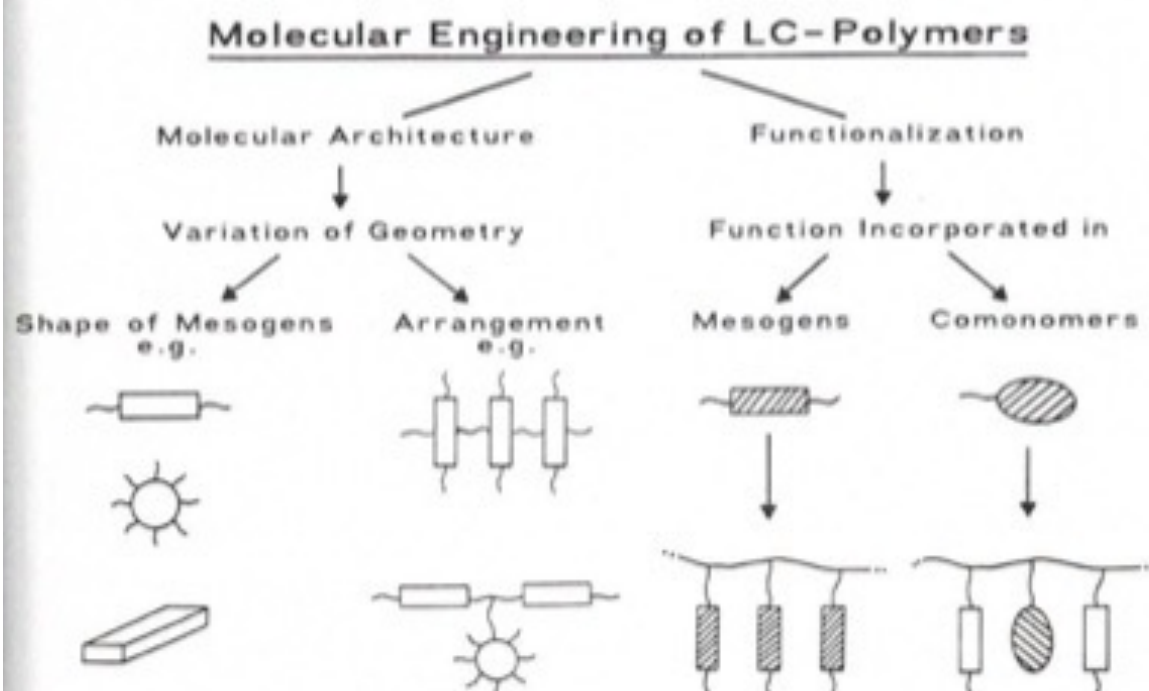 Molecular Engineering of LC-Polymers
Molecular Architecture
Functionalization
Variation of Geometry
Function Incorporated in
Shape of Mesogens
e.g.
Arrangement
e.g.
Mesogens
Comonomers